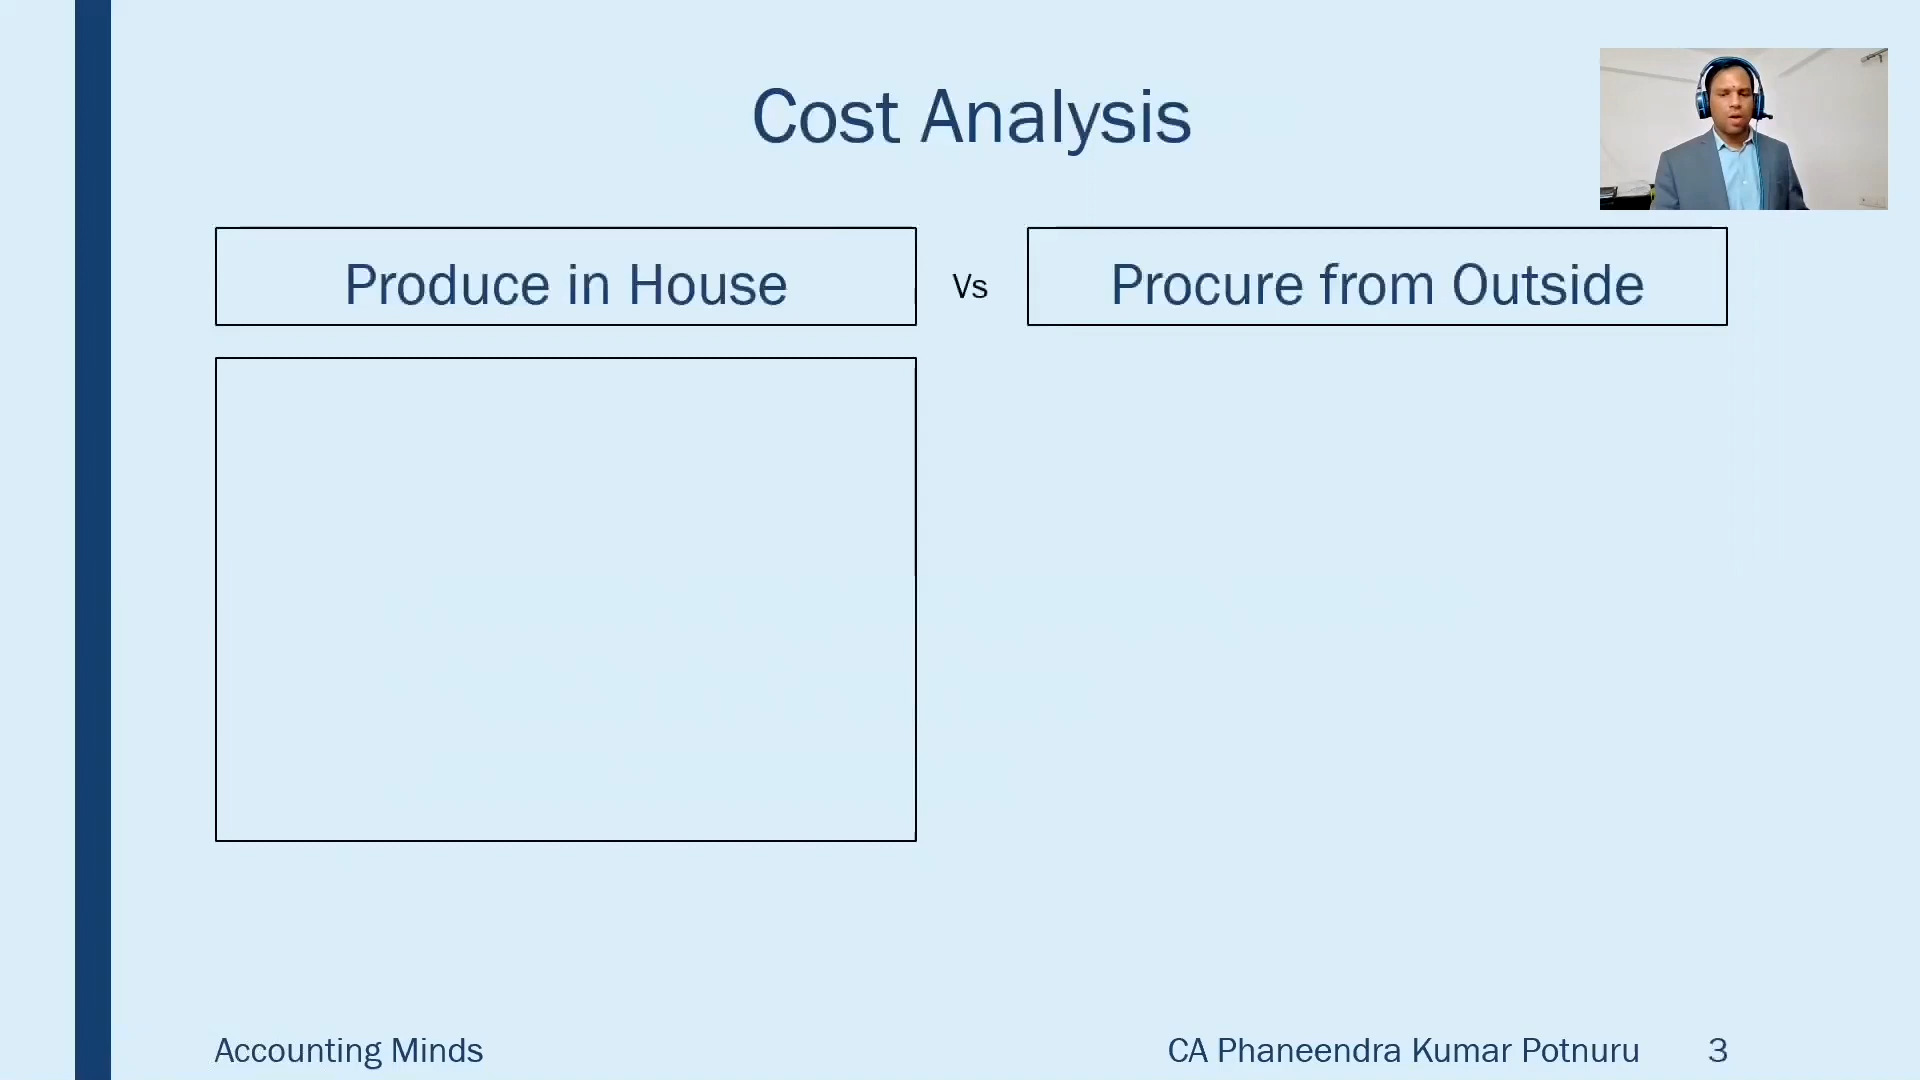 Cost Analysis
Produce in House
Vs
Procure from Outside
Accounting Minds
CA Phaneendra Kumar Potnuru
3